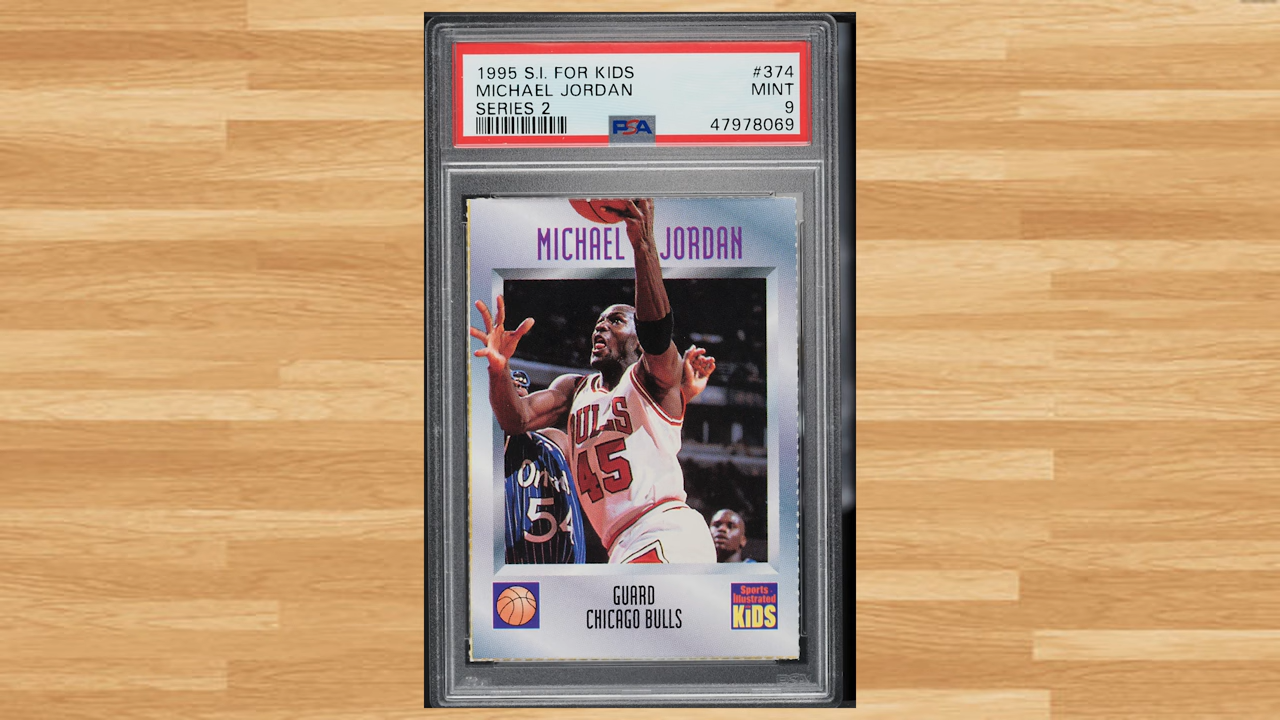 1995 S.I. FOR KIDS #374
MICHAEL JORDAN MINT
SERIES 2 9
PSA 47978069
MICHAEL JORDAN
BULLS
45
54
GUARD
CHICAGO BULLS
Sports
Illustrated
KIDS
PSA